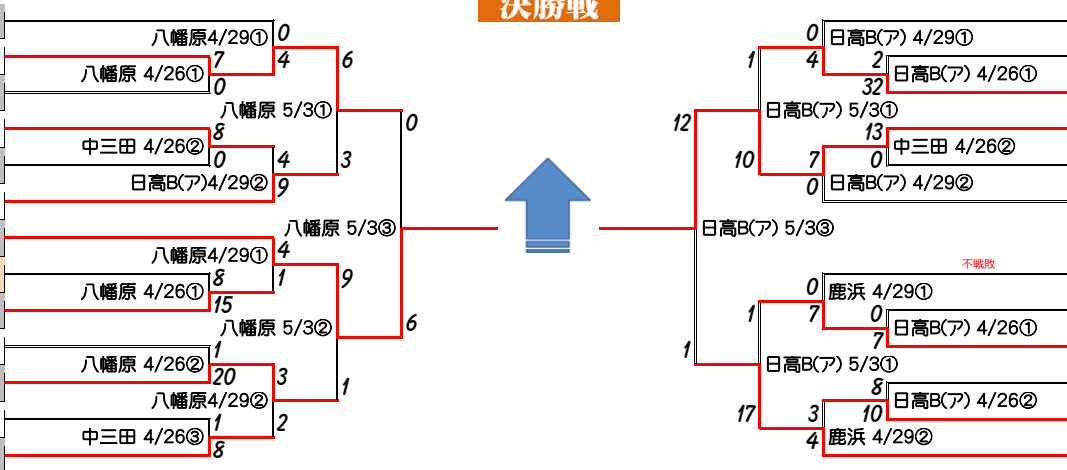 決勝戦
八幡原4/29① 0
7 4 6
八幡原 4/26①
0
八幡原 5/3①
0
8
中三田 4/26②
0 4 3
日高B(ア)4/29② 9
八幡原 5/3③
4
八幡原4/29①
8 1 9
八幡原 4/26①
15
八幡原 5/3②
6
1
八幡原 4/26②
20 3 1
八幡原4/29②
1 2
中三田 4/26③
8
0 日高B(ア) 4/29①
1 4 2
日高B(ア) 4/26①
32
日高B(ア) 5/3①
12
13
10 7 中三田 4/26②
0
0 日高B(ア) 4/29②
日高B(ア) 5/3③
不戦敗
0 鹿浜 4/29①
1 7 0
日高B(ア) 4/26①
7
1
日高B(ア) 5/3①
8
日高B(ア) 4/26②
17 3 10
4 鹿浜 4/29②